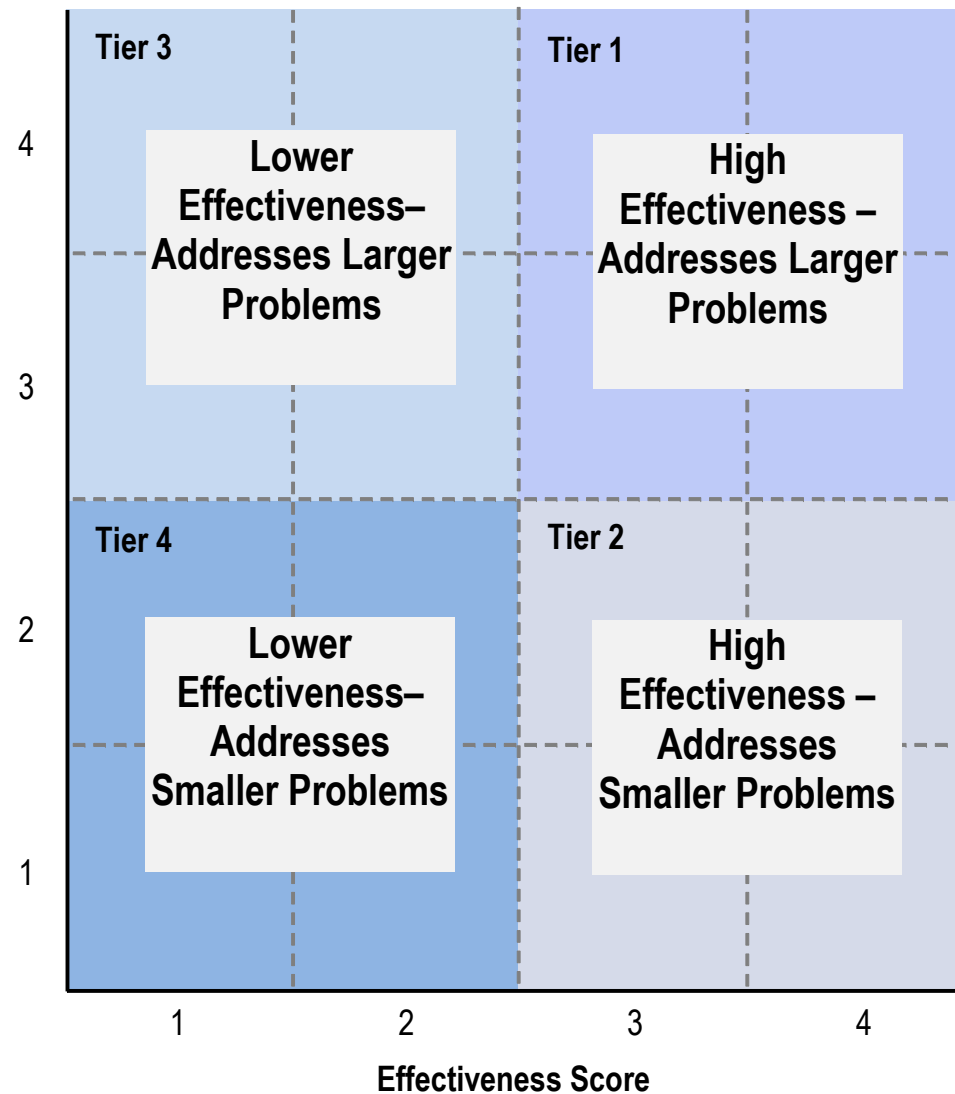 Tier 3
Tier 1
4
Lower
Effectiveness–
Addresses Larger
Problems
High
Effectiveness –
Addresses Larger
Problems
3
Tier 4
Tier 2
2
Lower
Effectiveness–
Addresses
Smaller Problems
High
Effectiveness –
Addresses
Smaller Problems
1
1
2
3
4
Effectiveness Score